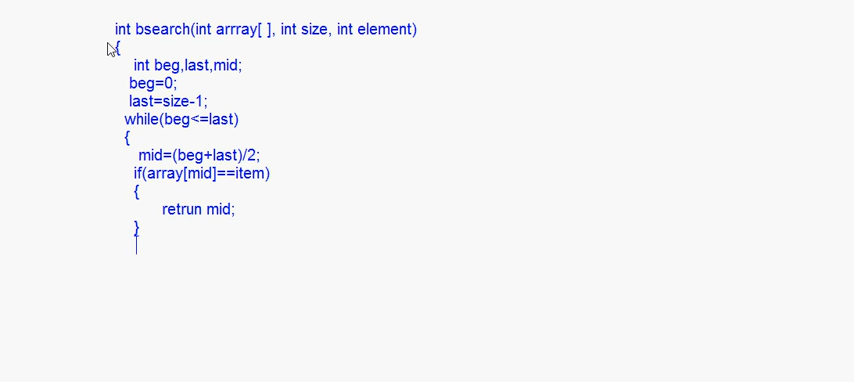 int bsearch(int arrray[ ], int size, int element)
{
int beg,last,mid;
beg=0;
last=size-1;
while(beg<=last)
{
mid=(beg+last)/2;
if(array[mid]==item)
{
retrun mid;
}